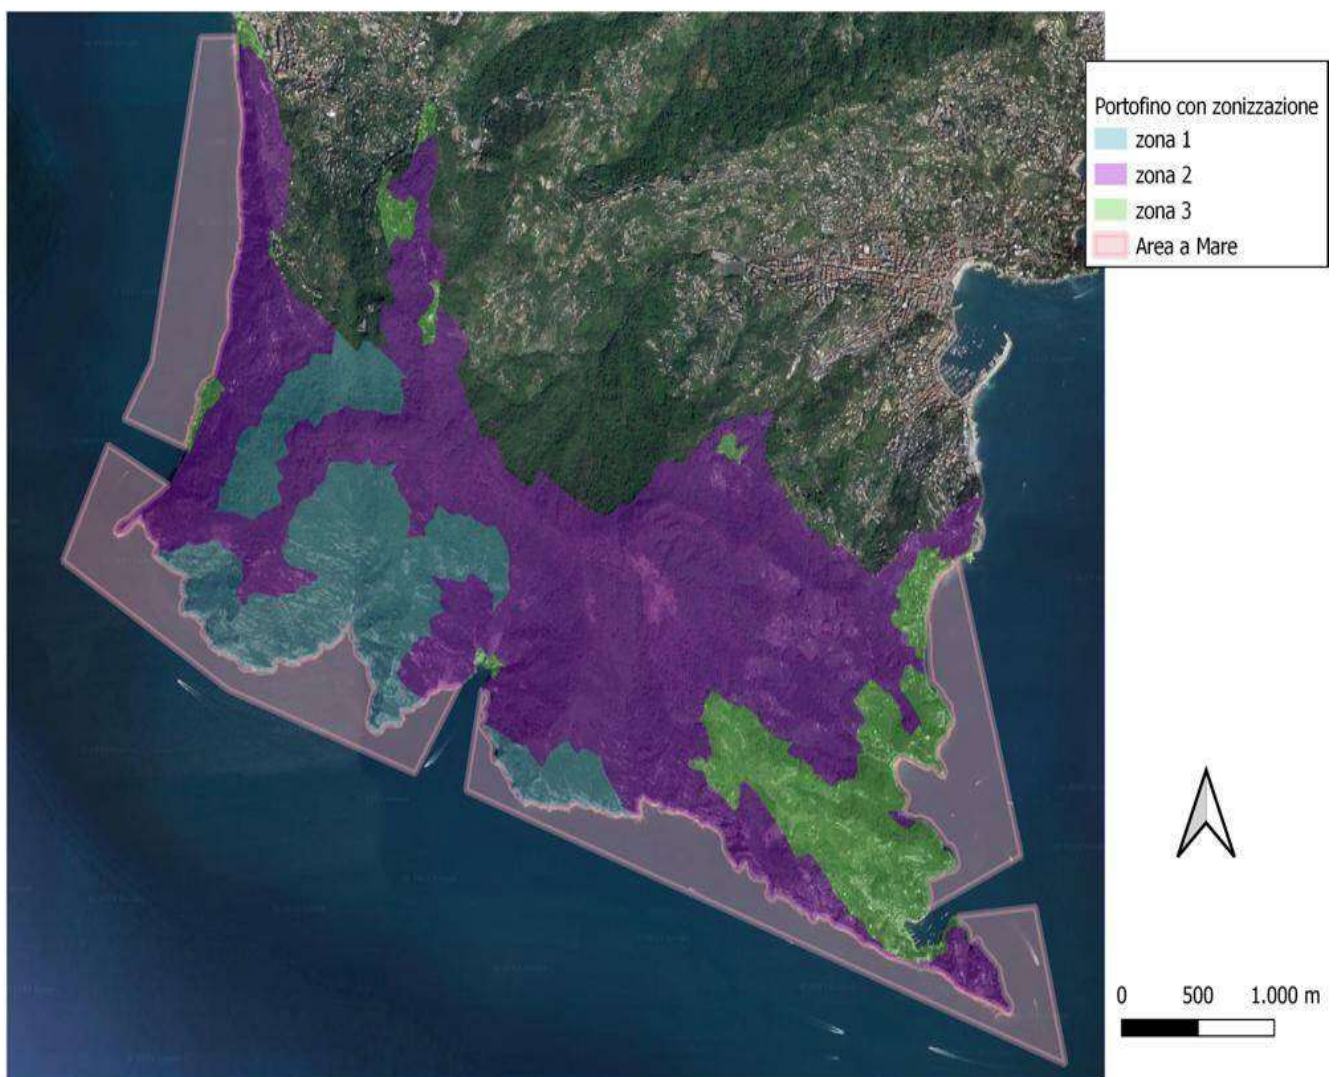 Portofino con zonizzazione
zona 1
zona 2
zona 3
Area a Mare
0 500 1.000 m